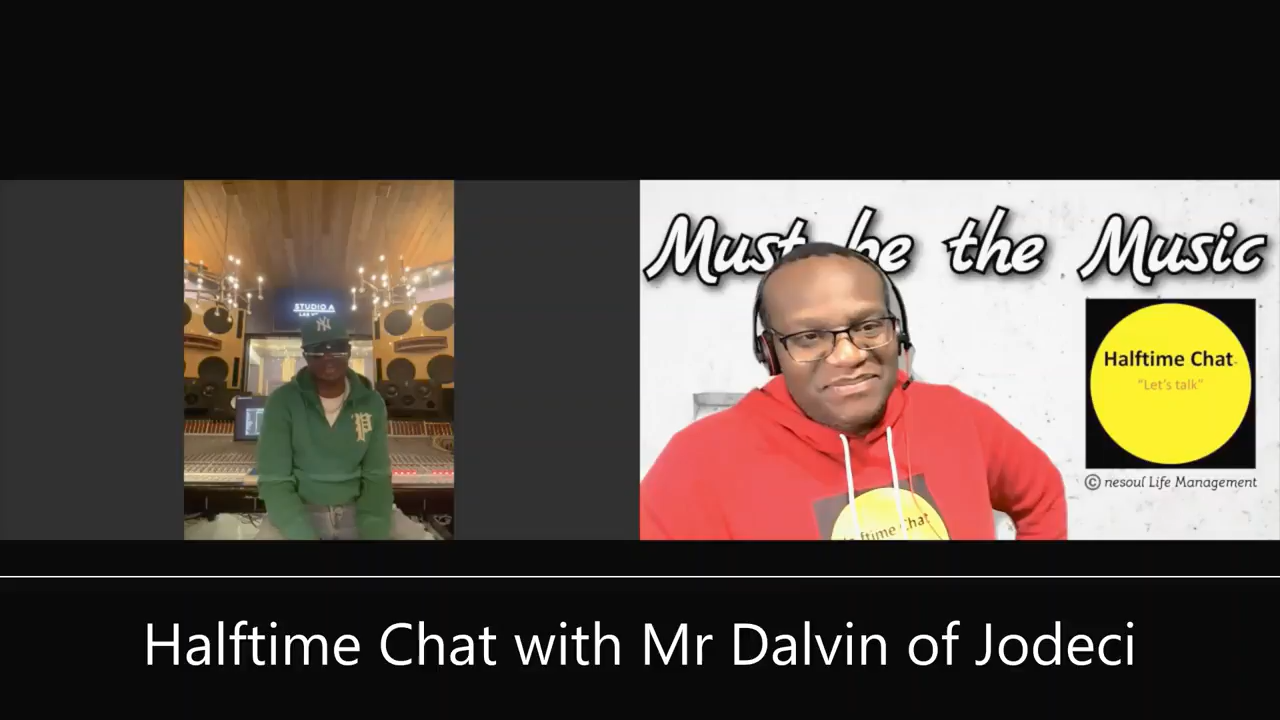 Must be the Music
STUDIO A
NY
P
Halftime Chat
"Let's talk"
© nesoul Life Management
Chat
Halftime Chat with Mr Dalvin of Jodeci